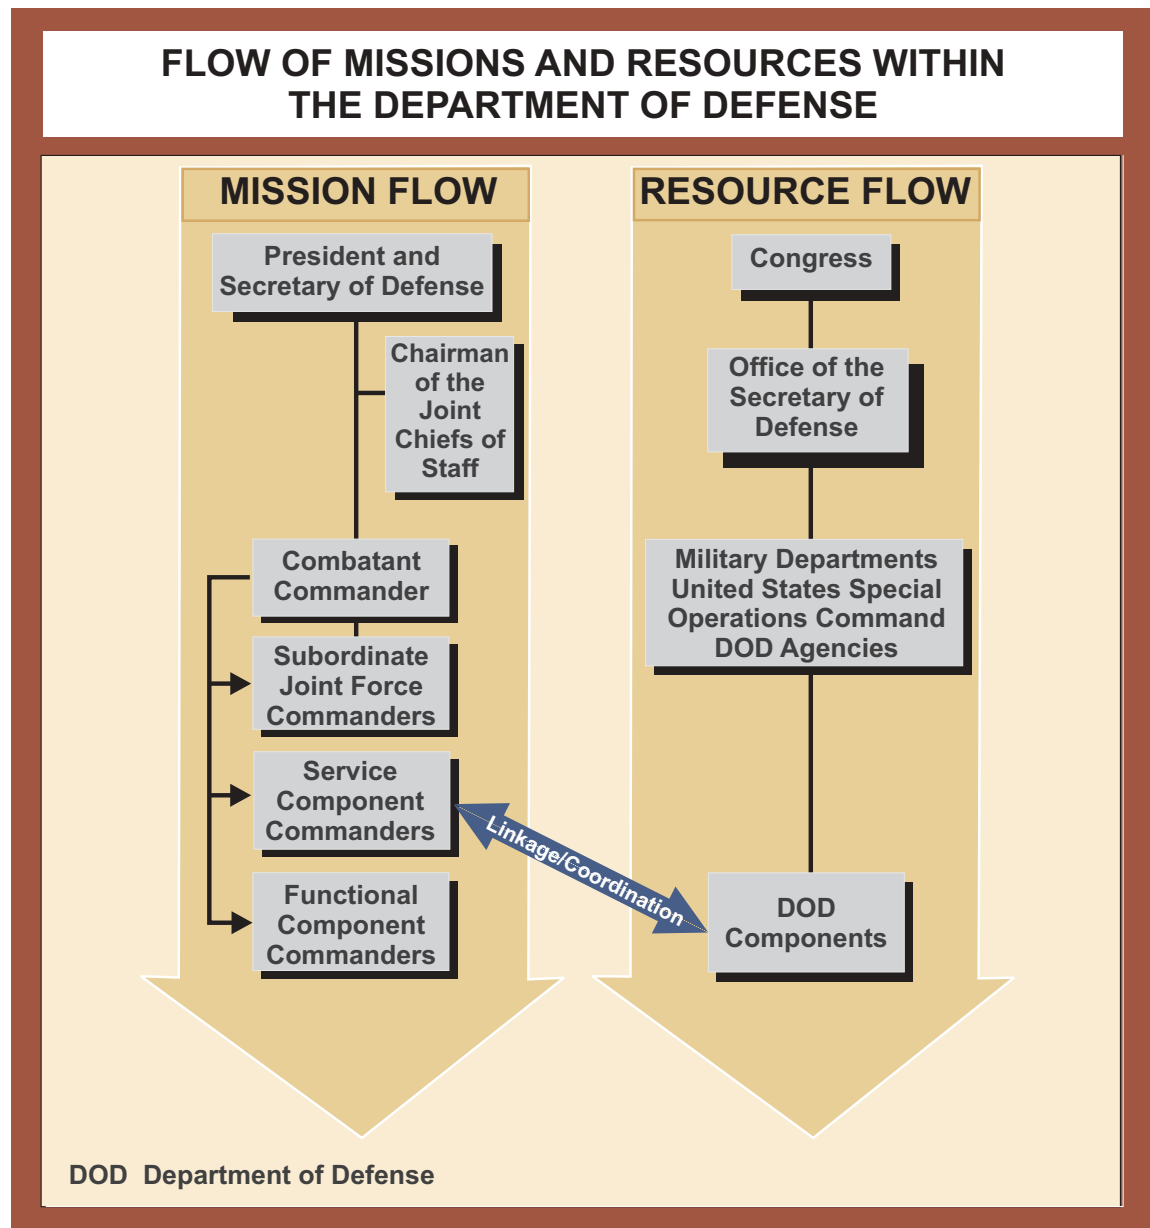 FLOW OF MISSIONS AND RESOURCES WITHIN
THE DEPARTMENT OF DEFENSE
MISSION FLOW
President and
Secretary of Defense
Chairman
of the
Joint
Chiefs of
Staff
Combatant
Commander
Subordinate
Joint Force
Commanders
Service
Component
Commanders
Functional
Component
Commanders
Linkage/Coordination
RESOURCE FLOW
Congress
Office of the
Secretary of
Defense
Military Departments
United States Special
Operations Command
DOD Agencies
DOD
Components
DOD Department of Defense